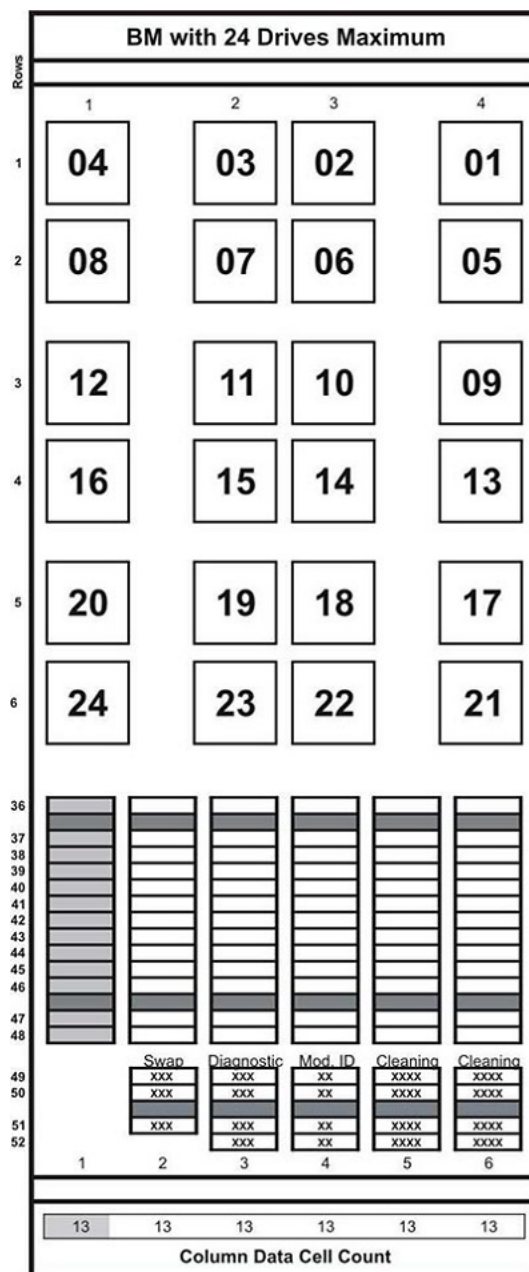 BM with 24 Drives Maximum
Rows
1 2 3 4
1 04 03 02 01
2 08 07 06 05
3 12 11 10 09
4 16 15 14 13
5 20 19 18 17
6 24 23 22 21
36
37
38
39
40
41
42
43
44
45
46
47
48
Swap Diagnostic Mod. ID Cleaning Cleaning
49 xxx xxx xx xxxx xxxx
50 xxx xxx xx xxxx xxxx
51 xxx xxx xx xxxx xxxx
52 xxx xx xxxx xxxx
1 2 3 4 5 6
13 13 13 13 13 13
Column Data Cell Count